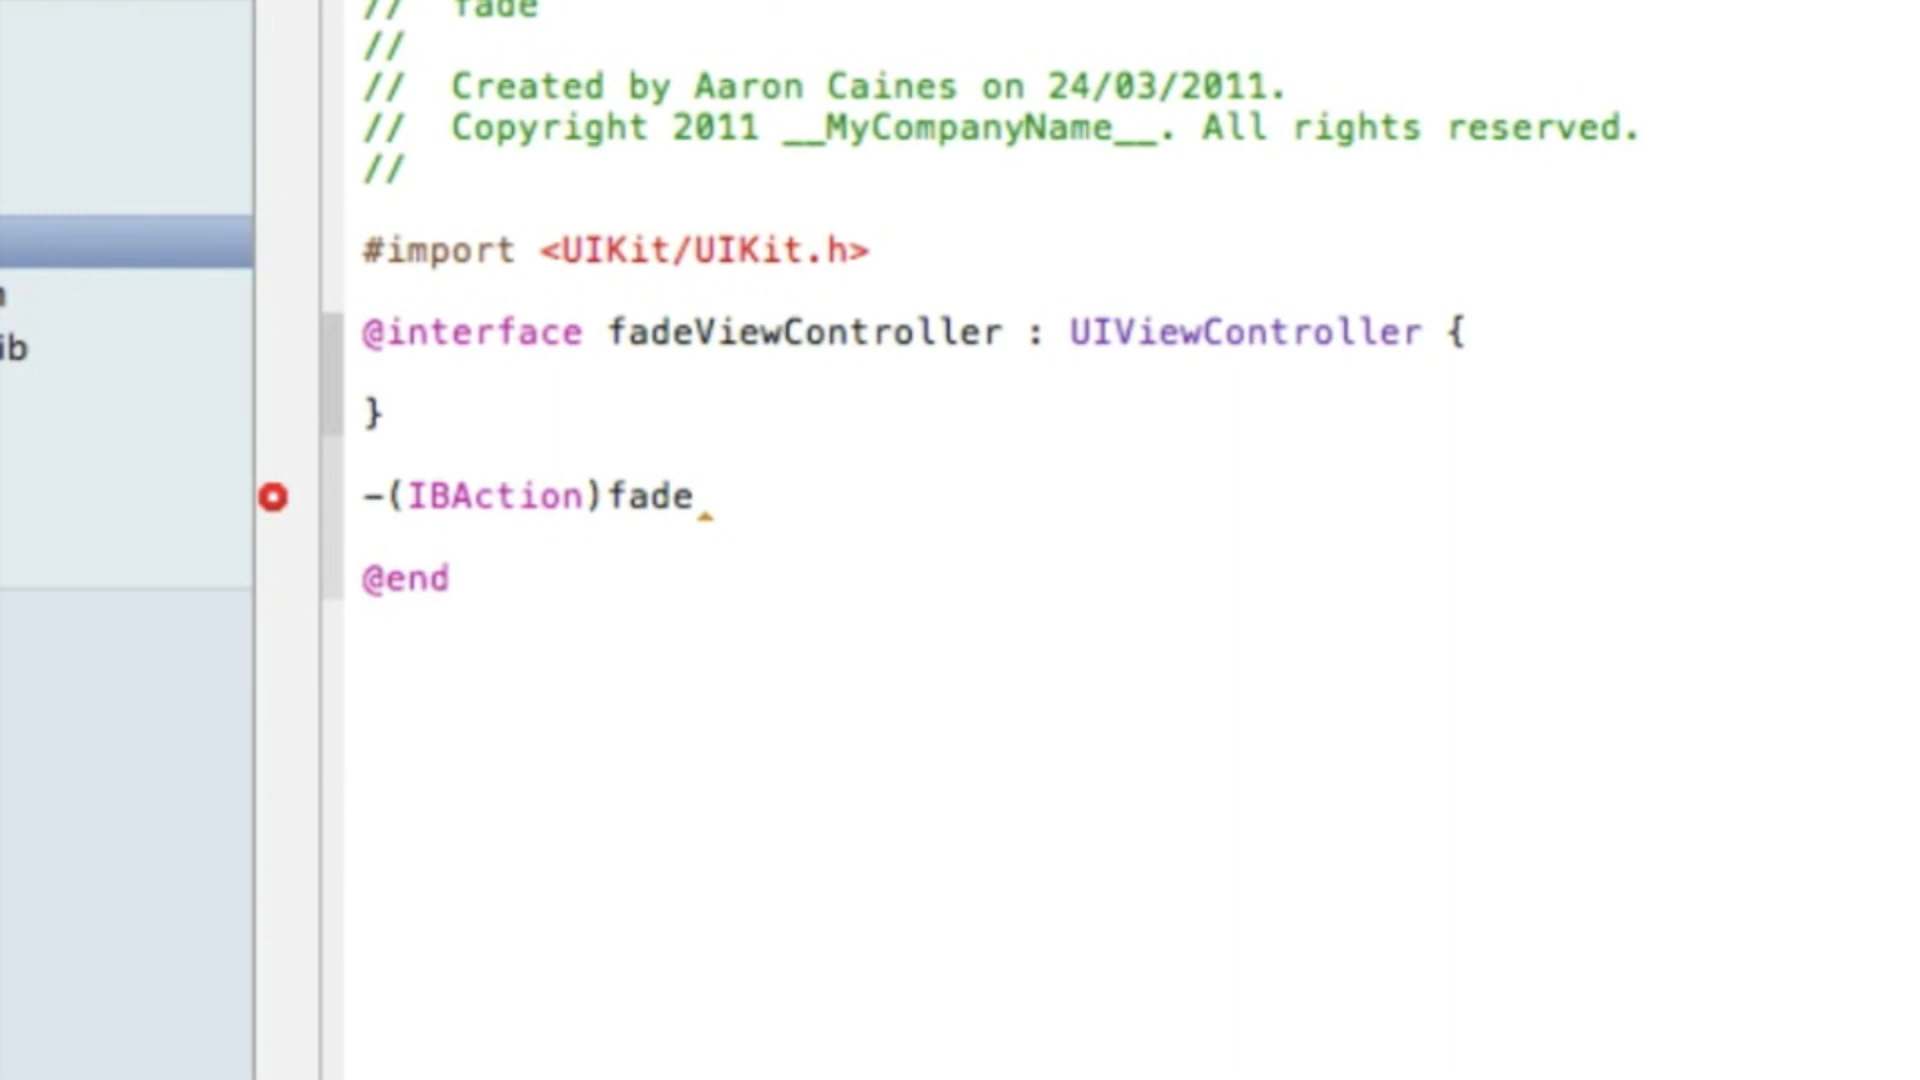 // fade
//
// Created by Aaron Caines on 24/03/2011.
// Copyright 2011 __MyCompanyName__. All rights reserved.
//
#import <UIKit/UIKit.h>
@interface fadeViewController : UIViewController {
ib
}
-(IBAction)fade
@end